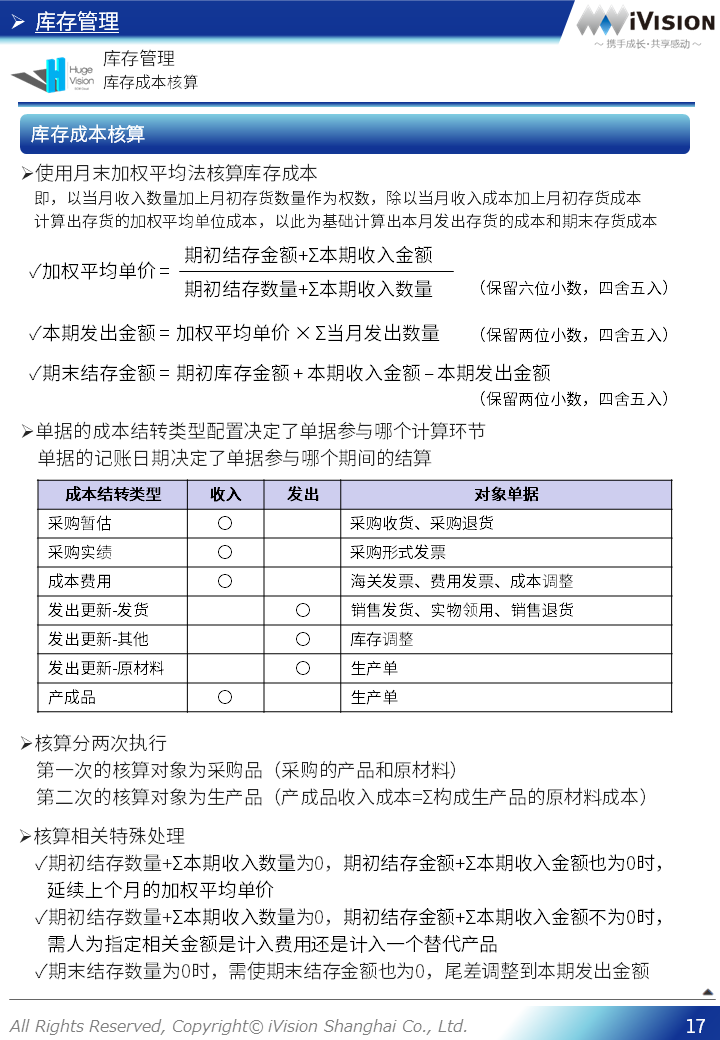 ➢ 库存管理
iVISION
～ 携手成长·共享感动 ～
Huge
Vision
库存管理
库存成本核算
库存成本核算
➢使用月末加权平均法核算库存成本
即，以当月收入数量加上月初存货数量作为权数，除以当月收入成本加上月初存货成本
计算出存货的加权平均单位成本，以此为基础计算出本月发出存货的成本和期末存货成本
期初结存金额+Σ本期收入金额
✓加权平均单价 =
期初结存数量+Σ本期收入数量 （保留六位小数，四舍五入）
✓本期发出金额 = 加权平均单价 × Σ当月发出数量 （保留两位小数，四舍五入）
✓期末结存金额 = 期初库存金额 + 本期收入金额 – 本期发出金额
（保留两位小数，四舍五入）
➢单据的成本结转类型配置决定了单据参与哪个计算环节
单据的记账日期决定了单据参与哪个期间的结算
成本结转类型 收入 发出 对象单据
采购暂估 〇 采购收货、采购退货
采购实绩 〇 采购形式发票
成本费用 〇 海关发票、费用发票、成本调整
发出更新-发货 〇 销售发货、实物领用、销售退货
发出更新-其他 〇 库存调整
发出更新-原材料 〇 生产单
产成品 〇 生产单
➢核算分两次执行
第一次的核算对象为采购品（采购的产品和原材料）
第二次的核算对象为生产品（产成品收入成本=Σ构成生产品的原材料成本）
➢核算相关特殊处理
✓期初结存数量+Σ本期收入数量为0，期初结存金额+Σ本期收入金额也为0时，
延续上个月的加权平均单价
✓期初结存数量+Σ本期收入数量为0，期初结存金额+Σ本期收入金额不为0时，
需人为指定相关金额是计入费用还是计入一个替代产品
✓期末结存数量为0时，需使期末结存金额也为0，尾差调整到本期发出金额
All Rights Reserved, Copyright© iVision Shanghai Co., Ltd.
17